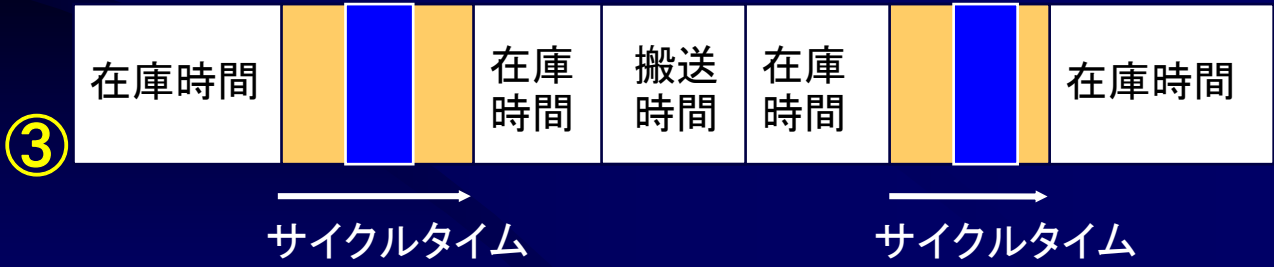 在庫時間
在庫
時間
搬送
時間
在庫
時間
在庫時間
③
サイクルタイム
サイクルタイム